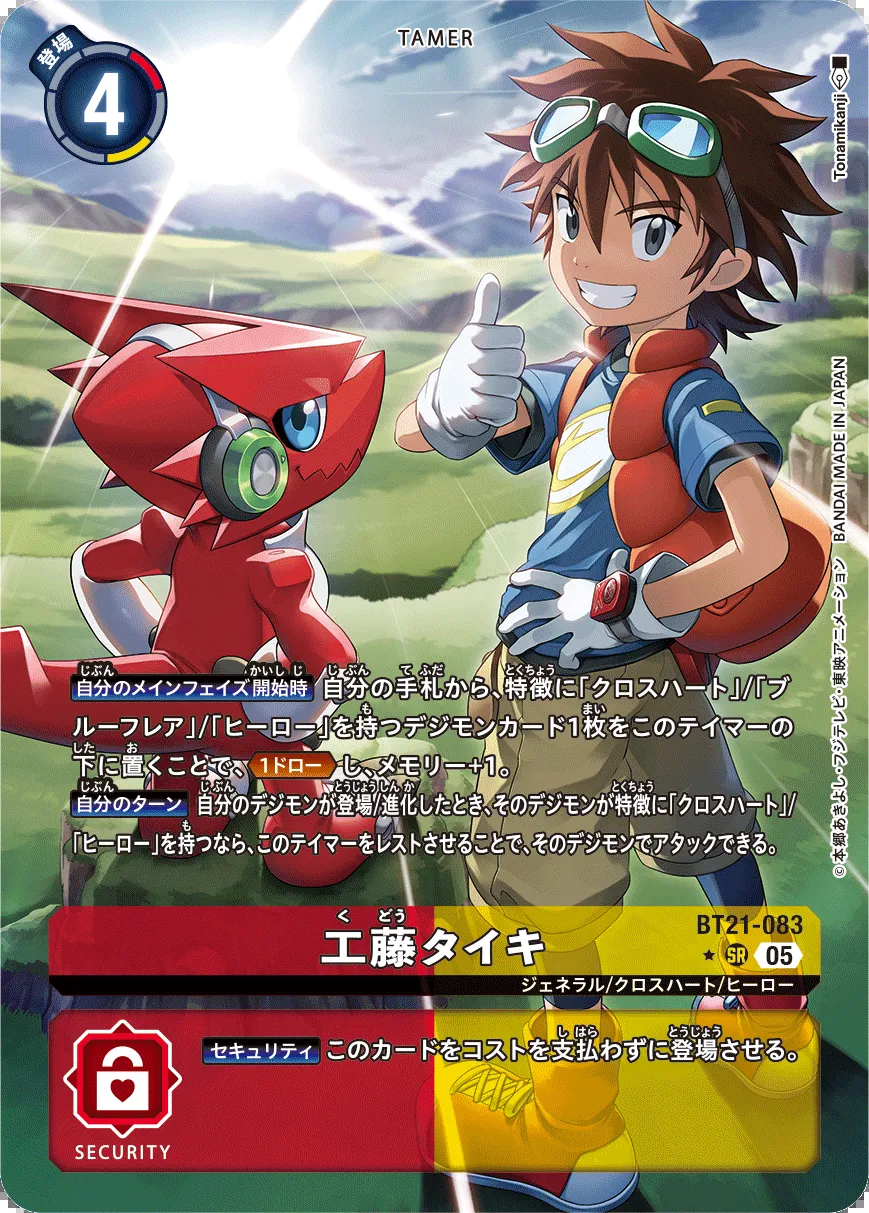 TAMER
登場
4
Tonamikanji
BANDAI MADE IN JAPAN
©本郷あきよし・フジテレビ・東映アニメーション
自分のメインフェイズ開始時 自分の手札から、特徴に「クロスハート」/「ブ
ルーフレア」/「ヒーロー」を持つデジモンカード1枚をこのテイマーの
下に置くことで、1ドローし、メモリー+1。
自分のターン 自分のデジモンが登場/進化したとき、そのデジモンが特徴に「クロスハート」/
「ヒーロー」を持つなら、このテイマーをレストさせることで、そのデジモンでアタックできる。
BT21-083
工藤タイキ
くどう
SR 05
ジェネラル/クロスハート/ヒーロー
セキュリティ このカードをコストを支払わずに登場させる。
SECURITY